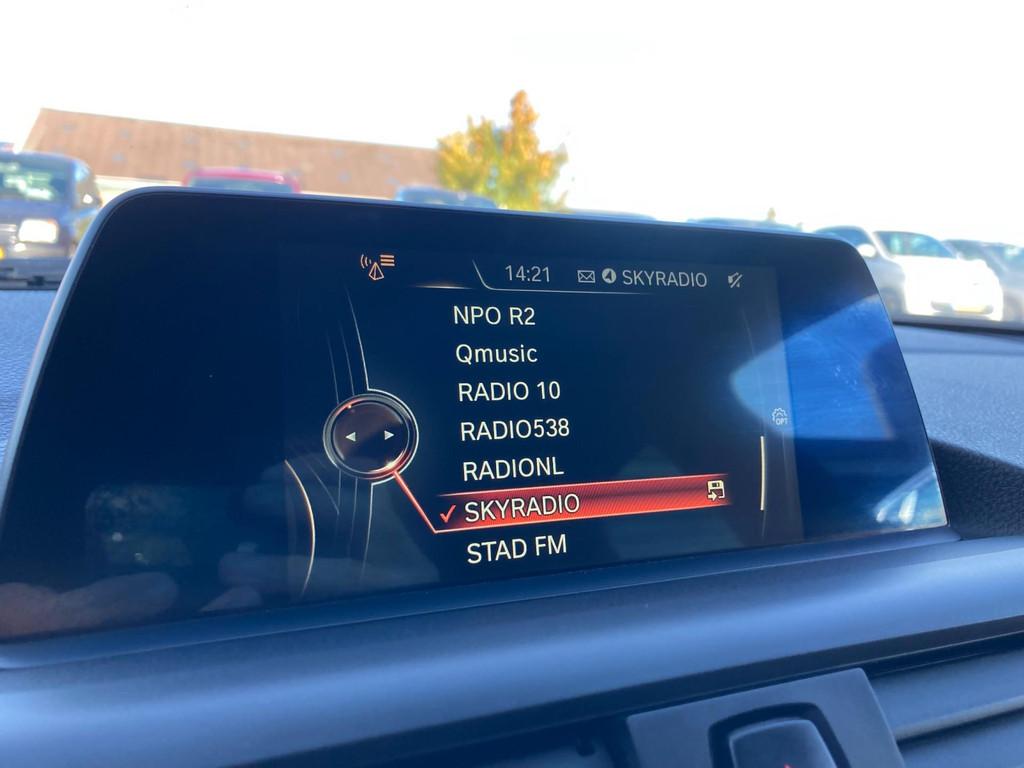 14:21 SKYRADIO
NPO R2
Qmusic
RADIO 10
RADIO538
RADIONL
OPT
SKYRADIO
STAD FM